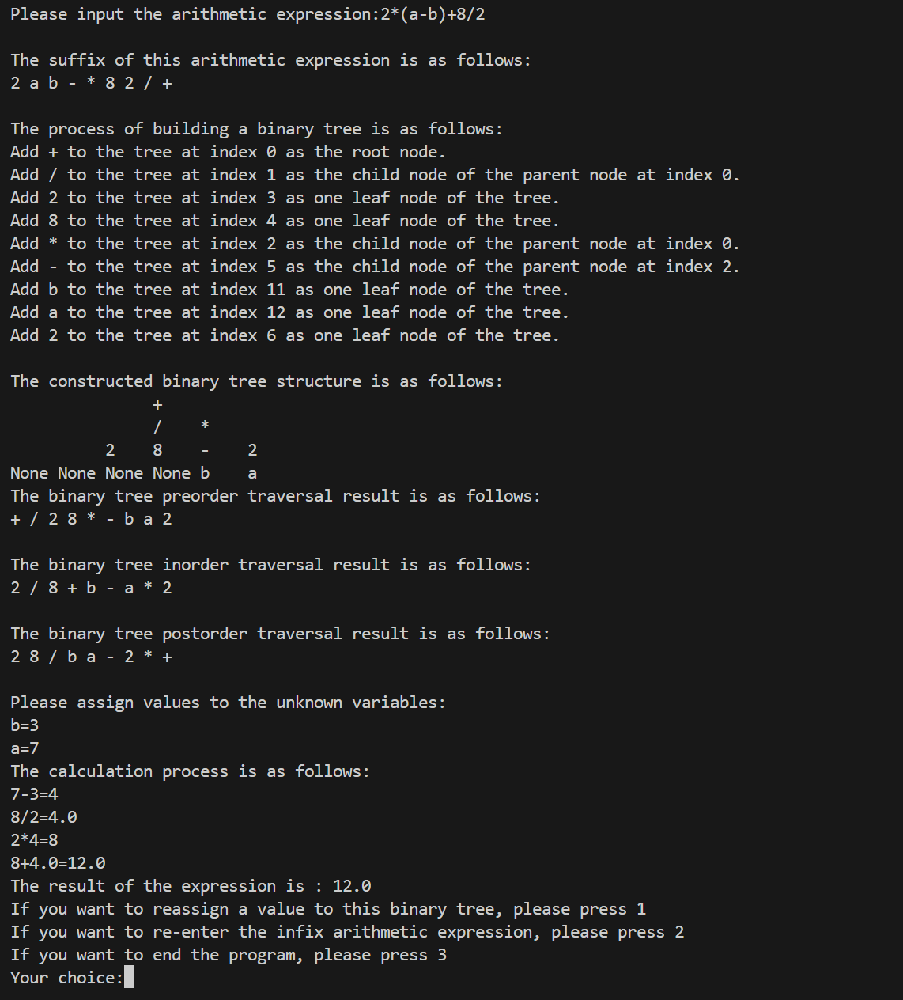 Please input the arithmetic expression:2*(a-b)+8/2
The suffix of this arithmetic expression is as follows:
2 a b - * 8 2 / +
The process of building a binary tree is as follows:
Add + to the tree at index 0 as the root node.
Add / to the tree at index 1 as the child node of the parent node at index 0.
Add 2 to the tree at index 3 as one leaf node of the tree.
Add 8 to the tree at index 4 as one leaf node of the tree.
Add * to the tree at index 2 as the child node of the parent node at index 0.
Add - to the tree at index 5 as the child node of the parent node at index 2.
Add b to the tree at index 11 as one leaf node of the tree.
Add a to the tree at index 12 as one leaf node of the tree.
Add 2 to the tree at index 6 as one leaf node of the tree.
The constructed binary tree structure is as follows:
+
/    *
2    8    -    2
None None None None b    a
The binary tree preorder traversal result is as follows:
+ / 2 8 * - b a 2
The binary tree inorder traversal result is as follows:
2 / 8 + b - a * 2
The binary tree postorder traversal result is as follows:
2 8 / b a - 2 * +
Please assign values to the unknown variables:
b=3
a=7
The calculation process is as follows:
7-3=4
8/2=4.0
2*4=8
8+4.0=12.0
The result of the expression is : 12.0
If you want to reassign a value to this binary tree, please press 1
If you want to re-enter the infix arithmetic expression, please press 2
If you want to end the program, please press 3
Your choice: